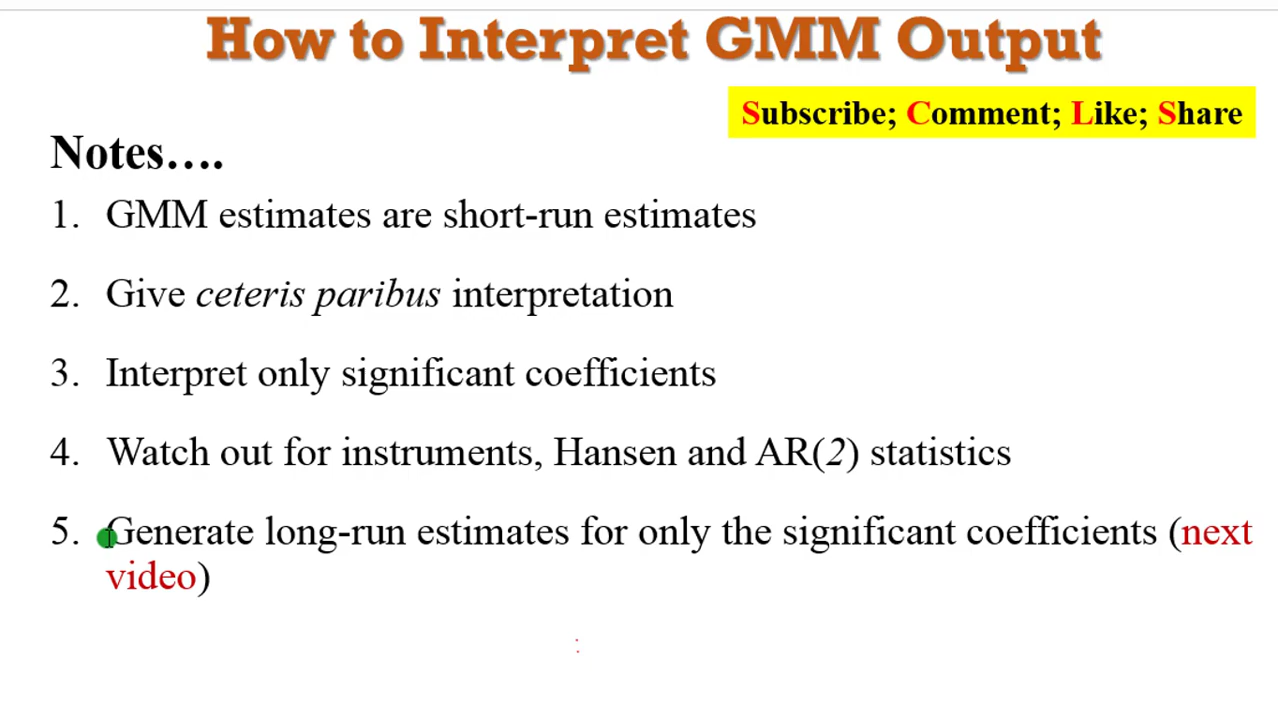 How to Interpret GMM Output
Subscribe; Comment; Like; Share
Notes….
1. GMM estimates are short-run estimates
2. Give ceteris paribus interpretation
3. Interpret only significant coefficients
4. Watch out for instruments, Hansen and AR(2) statistics
5. Generate long-run estimates for only the significant coefficients (next
video)